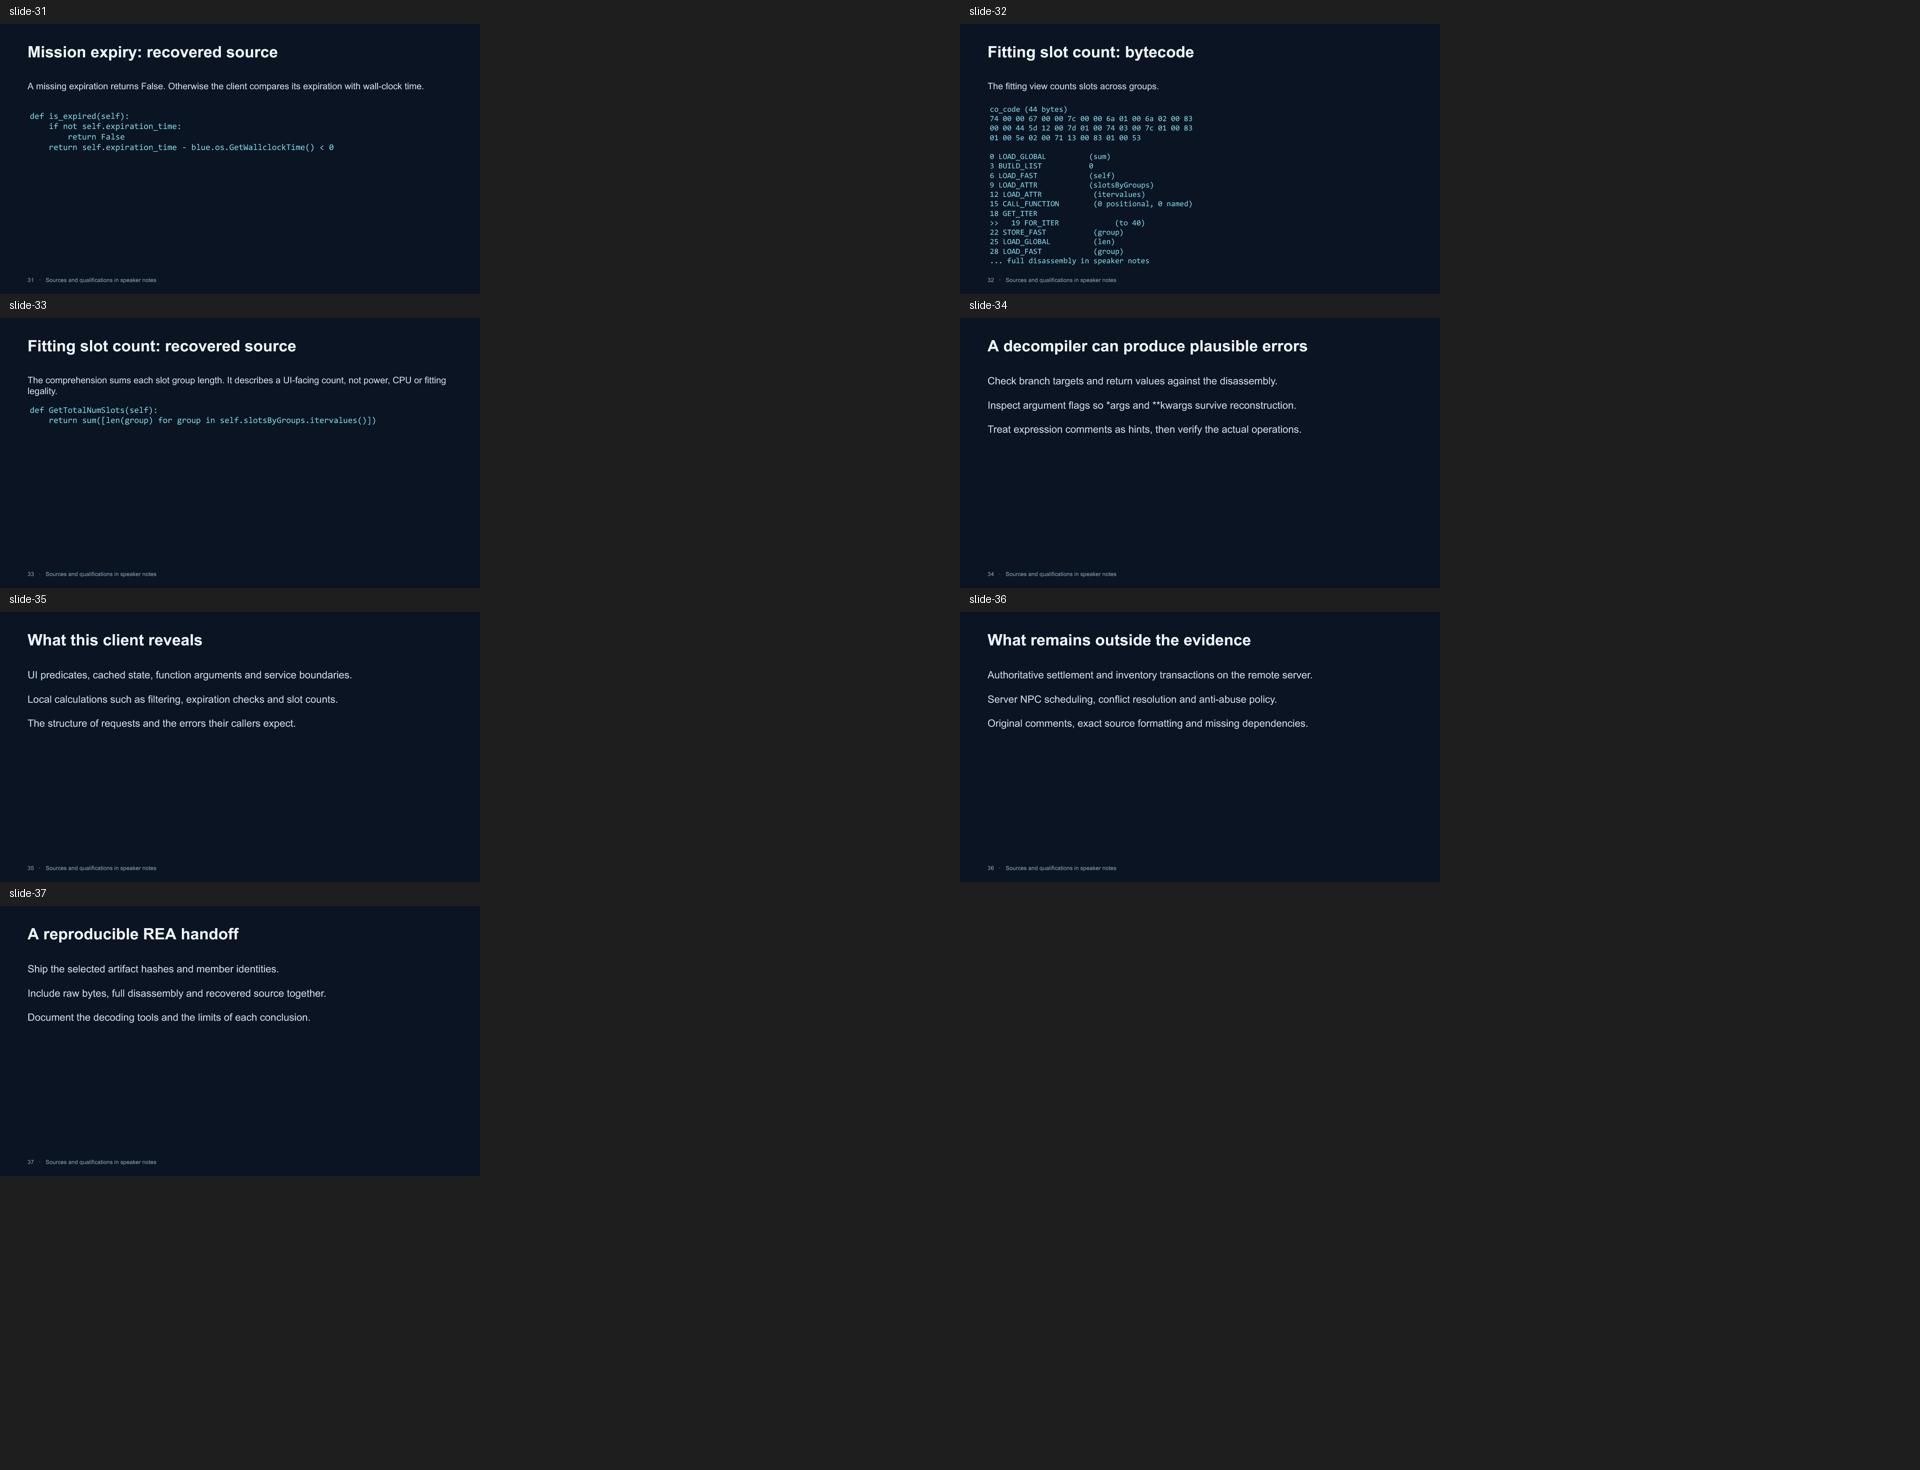 slide-31
Mission expiry: recovered source
A missing expiration returns False. Otherwise the client compares its expiration with wall-clock time.
def is_expired(self):
    if not self.expiration_time:
        return False
    return self.expiration_time - blue.os.GetWallclockTime() < 0
31 · Sources and qualifications in speaker notes
slide-32
Fitting slot count: bytecode
The fitting view counts slots across groups.
co_code (44 bytes)
74 00 00 67 00 00 7c 00 00 6a 01 00 6a 02 00 83
00 00 44 5d 12 00 7d 01 00 74 03 00 7c 01 00 83
01 00 5e 02 00 71 13 00 83 01 00 53
0 LOAD_GLOBAL (sum)
3 BUILD_LIST 0
6 LOAD_FAST (self)
9 LOAD_ATTR (slotsByGroups)
12 LOAD_ATTR (itervalues)
15 CALL_FUNCTION (0 positional, 0 named)
18 GET_ITER
>> 19 FOR_ITER (to 40)
22 STORE_FAST (group)
25 LOAD_GLOBAL (len)
28 LOAD_FAST (group)
... full disassembly in speaker notes
32 · Sources and qualifications in speaker notes
slide-33
Fitting slot count: recovered source
The comprehension sums each slot group length. It describes a UI-facing count, not power, CPU or fitting
legality.
def GetTotalNumSlots(self):
    return sum([len(group) for group in self.slotsByGroups.itervalues()])
33 · Sources and qualifications in speaker notes
slide-34
A decompiler can produce plausible errors
Check branch targets and return values against the disassembly.
Inspect argument flags so *args and **kwargs survive reconstruction.
Treat expression comments as hints, then verify the actual operations.
34 · Sources and qualifications in speaker notes
slide-35
What this client reveals
UI predicates, cached state, function arguments and service boundaries.
Local calculations such as filtering, expiration checks and slot counts.
The structure of requests and the errors their callers expect.
35 · Sources and qualifications in speaker notes
slide-36
What remains outside the evidence
Authoritative settlement and inventory transactions on the remote server.
Server NPC scheduling, conflict resolution and anti-abuse policy.
Original comments, exact source formatting and missing dependencies.
36 · Sources and qualifications in speaker notes
slide-37
A reproducible REA handoff
Ship the selected artifact hashes and member identities.
Include raw bytes, full disassembly and recovered source together.
Document the decoding tools and the limits of each conclusion.
37 · Sources and qualifications in speaker notes